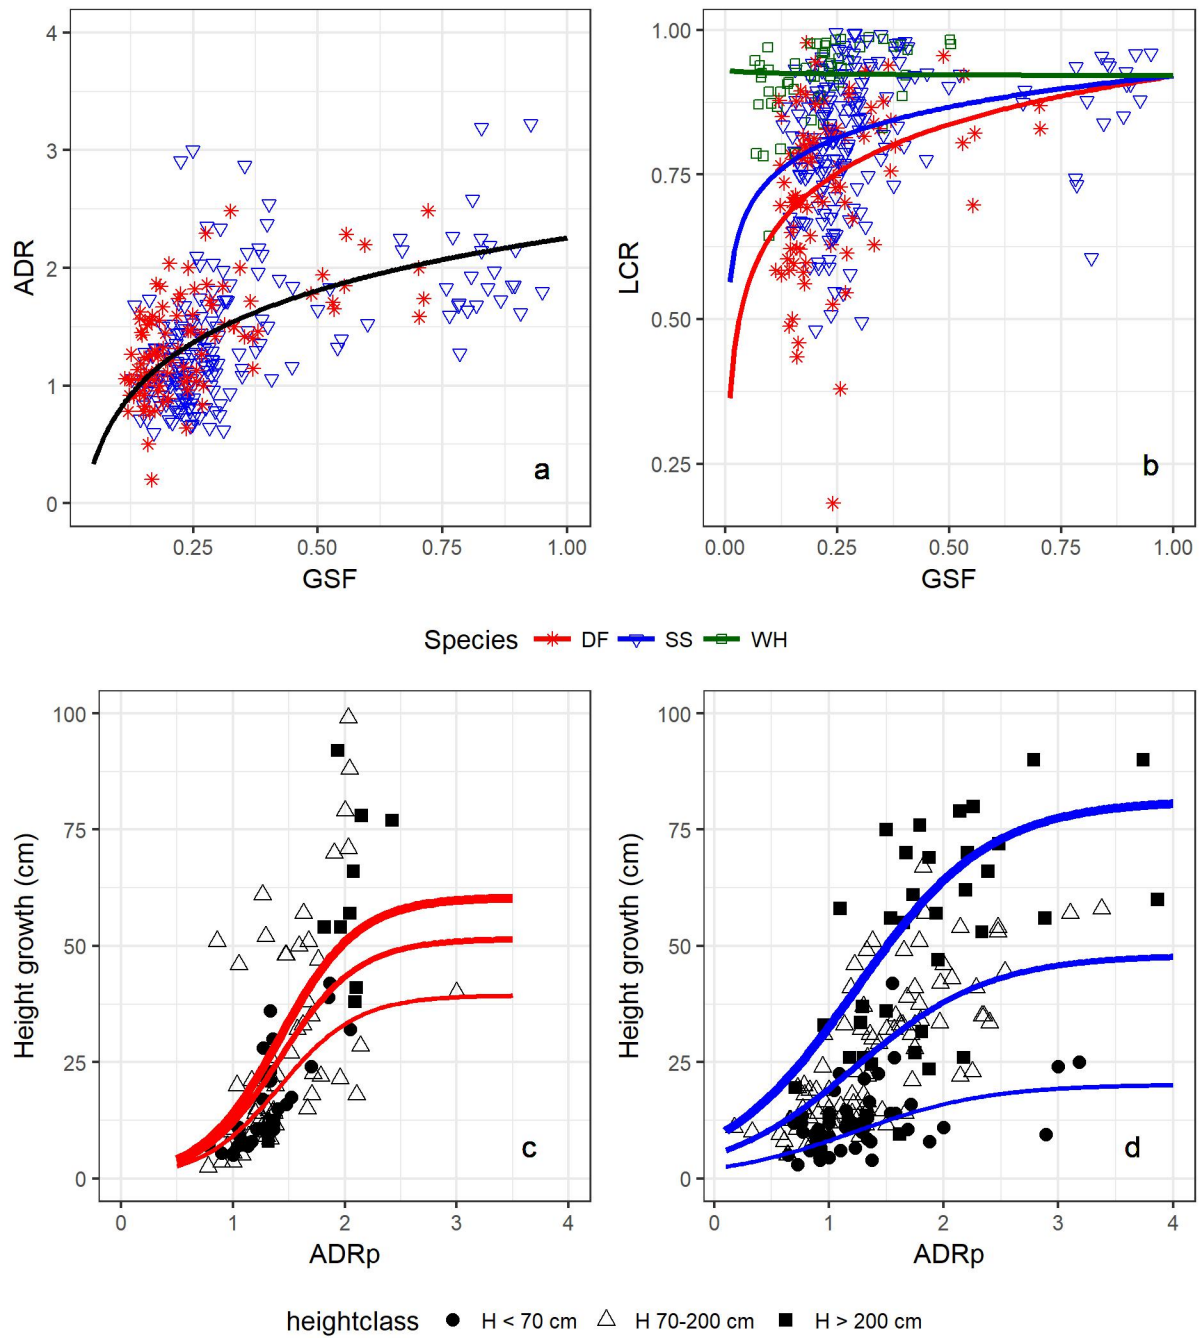 4
3
2
1
0
ADR
0.25 0.50 0.75 1.00
GSF
a
1.00
0.75
0.50
0.25
LCR
0.00 0.25 0.50 0.75 1.00
GSF
b
Species DF SS WH
100
75
50
25
0
Height growth (cm)
0 1 2 3 4
ADRp
c
100
75
50
25
0
Height growth (cm)
0 1 2 3 4
ADRp
d
heightclass H < 70 cm H 70-200 cm H > 200 cm